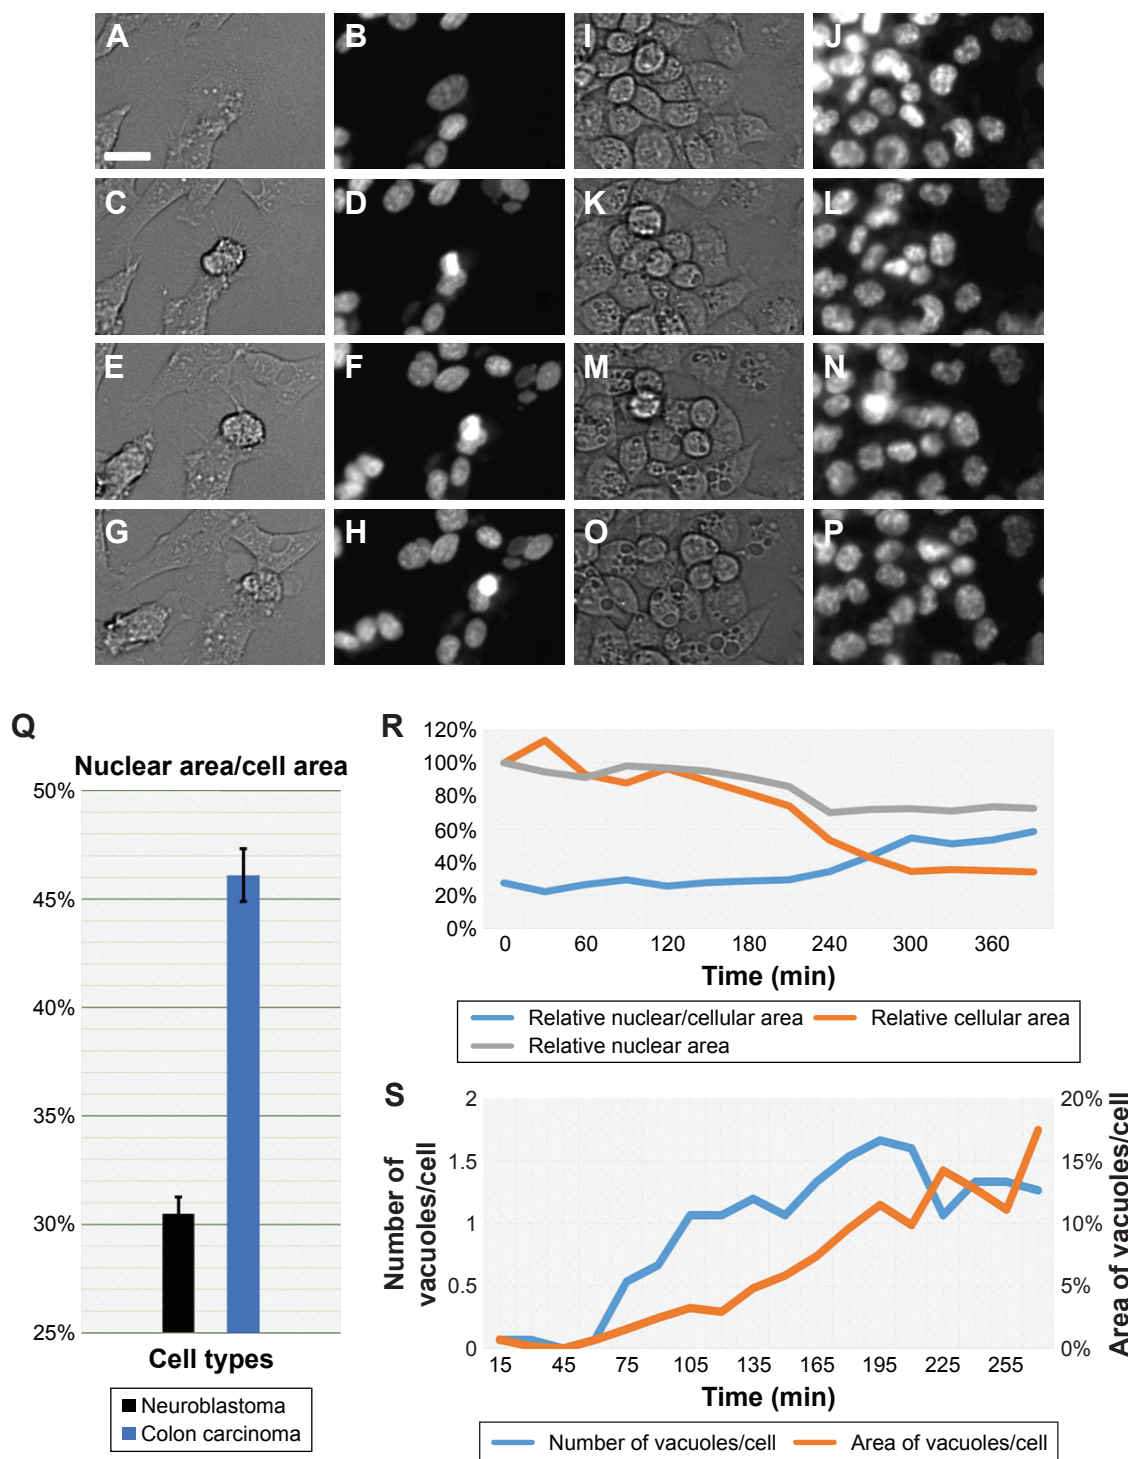 A B I J
C D K L
E F M N
G H O P
Q
Nuclear area/cell area
50%
45%
40%
35%
30%
25%
Cell types
Neuroblastoma
Colon carcinoma
R
120%
100%
80%
60%
40%
20%
0%
0 60 120 180 240 300 360
Time (min)
Relative nuclear/cellular area Relative cellular area
Relative nuclear area
S
Number of
vacuoles/cell
2
1.5
1
0.5
0
20%
15%
10%
5%
0%
Area of vacuoles/cell
15 45 75 105 135 165 195 225 255
Time (min)
Number of vacuoles/cell Area of vacuoles/cell